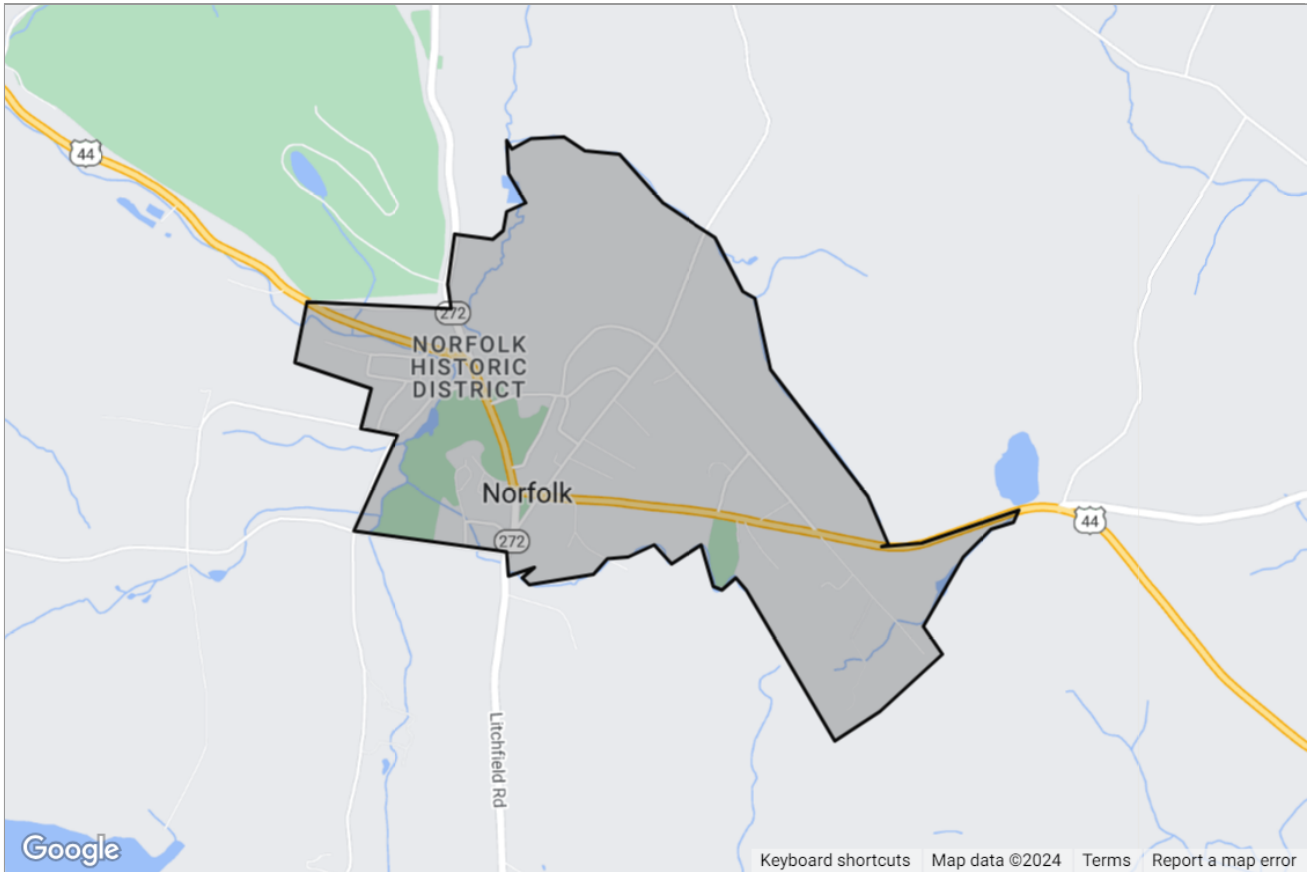 44
272
NORFOLK
HISTORIC
DISTRICT
Norfolk
272
44
Litchfield Rd
Google
Keyboard shortcuts Map data ©2024 Terms Report a map error